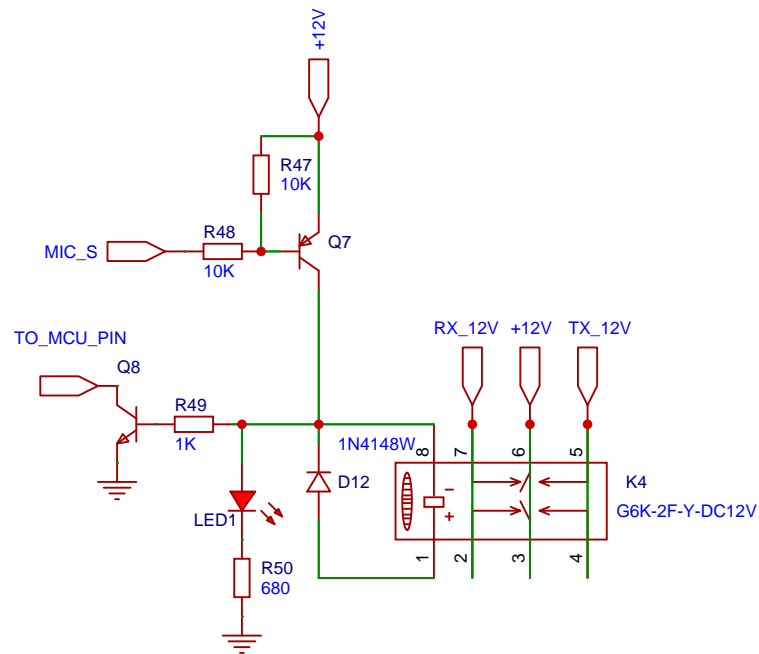 +12V
R47
10K
R48
10K
Q7
MIC_S
TO_MCU_PIN
Q8
R49
1K
RX_12V
+12V
TX_12V
1N4148W
D12
8
7
6
5
K4
G6K-2F-Y-DC12V
-
+
1
2
3
4
LED1
R50
680